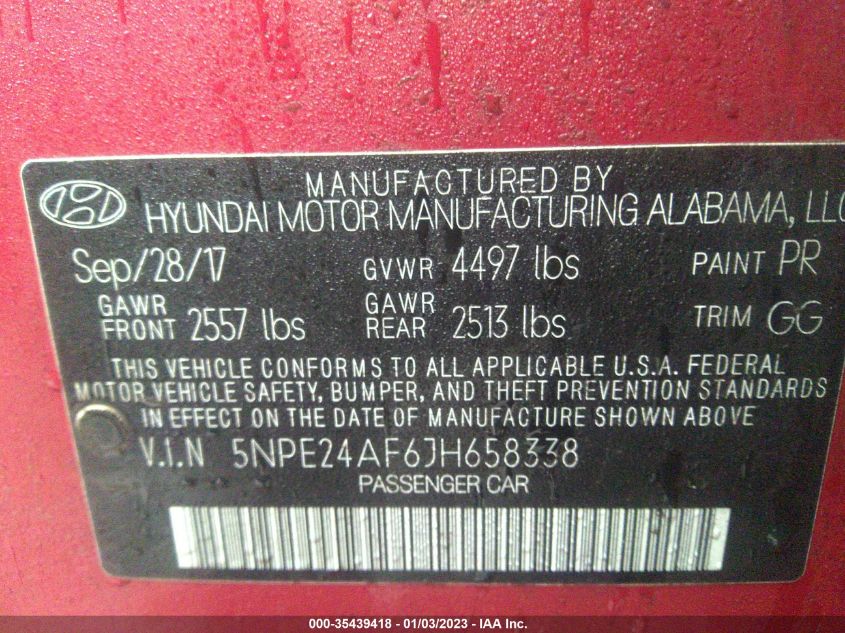 MANUFACTURED BY
HYUNDAI MOTOR MANUFACTURING ALABAMA, LLC
Sep/28/17 GVWR 4497 lbs PAINT PR
GAWR FRONT 2557 lbs GAWR REAR 2513 lbs TRIM GG
THIS VEHICLE CONFORMS TO ALL APPLICABLE U.S.A. FEDERAL
MOTOR VEHICLE SAFETY, BUMPER, AND THEFT PREVENTION STANDARDS
IN EFFECT ON THE DATE OF MANUFACTURE SHOWN ABOVE
V.I.N 5NPE24AF6JH658338
PASSENGER CAR
000-35439418 - 01/03/2023 - IAA Inc.